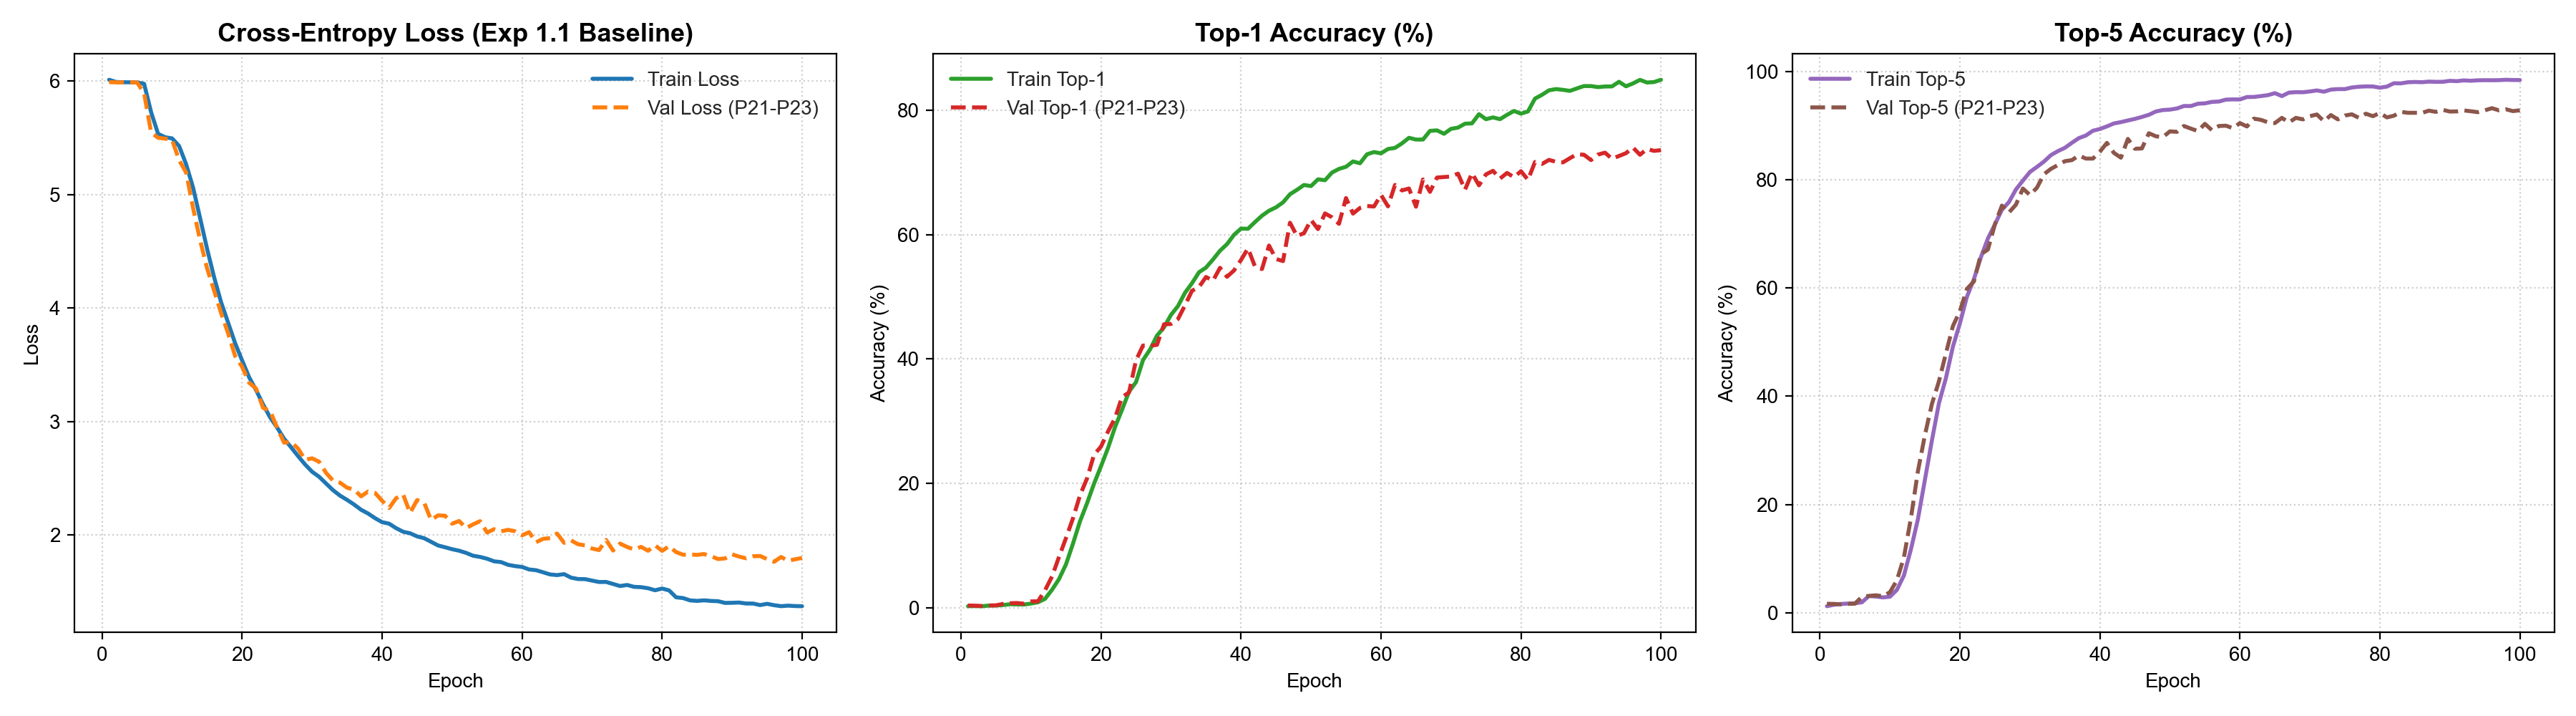 Cross-Entropy Loss (Exp 1.1 Baseline)
6
5
4
3
2
Loss
Train Loss
Val Loss (P21-P23)
0 20 40 60 80 100
Epoch
Top-1 Accuracy (%)
80
60
40
20
0
Accuracy (%)
Train Top-1
Val Top-1 (P21-P23)
0 20 40 60 80 100
Epoch
Top-5 Accuracy (%)
100
80
60
40
20
0
Accuracy (%)
Train Top-5
Val Top-5 (P21-P23)
0 20 40 60 80 100
Epoch